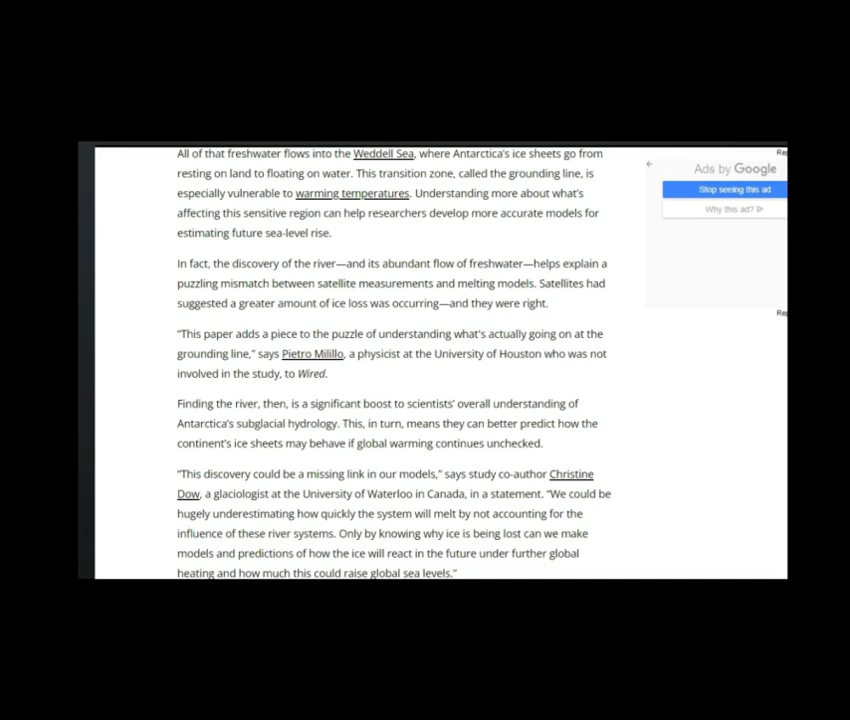 All of that freshwater flows into the Weddell Sea, where Antarctica's ice sheets go from
resting on land to floating on water. This transition zone, called the grounding line, is
especially vulnerable to warming temperatures. Understanding more about what's
affecting this sensitive region can help researchers develop more accurate models for
estimating future sea-level rise.
In fact, the discovery of the river—and its abundant flow of freshwater—helps explain a
puzzling mismatch between satellite measurements and melting models. Satellites had
suggested a greater amount of ice loss was occurring—and they were right.
“This paper adds a piece to the puzzle of understanding what's actually going on at the
grounding line,” says Pietro Milillo, a physicist at the University of Houston who was not
involved in the study, to Wired.
Finding the river, then, is a significant boost to scientists’ overall understanding of
Antarctica's subglacial hydrology. This, in turn, means they can better predict how the
continent's ice sheets may behave if global warming continues unchecked.
“This discovery could be a missing link in our models,” says study co-author Christine
Dow, a glaciologist at the University of Waterloo in Canada, in a statement. “We could be
hugely underestimating how quickly the system will melt by not accounting for the
influence of these river systems. Only by knowing why ice is being lost can we make
models and predictions of how the ice will react in the future under further global
heating and how much this could raise global sea levels.”
Ads by Google
Stop seeing this ad
Why this ad?